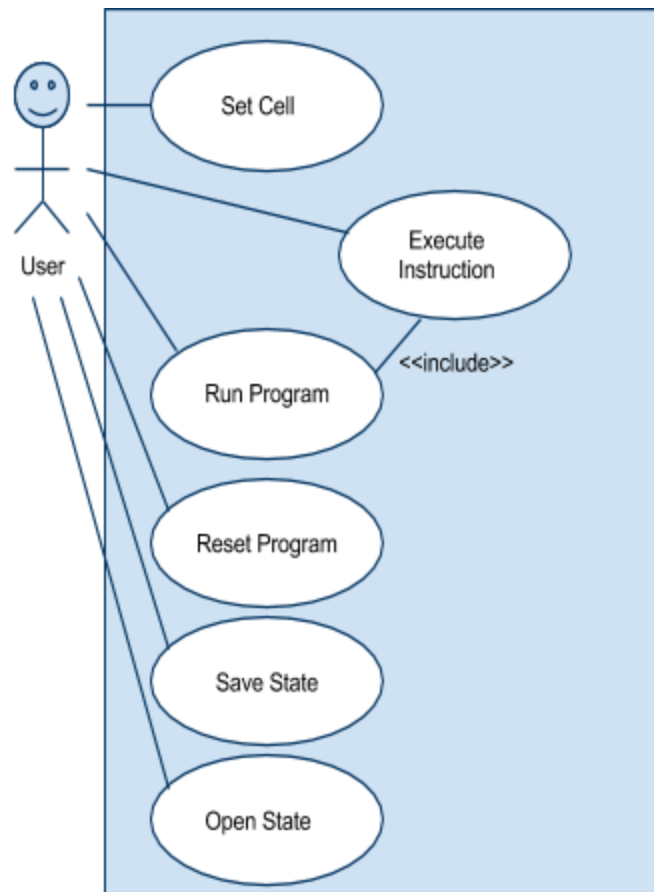 Set Cell
Execute
Instruction
User
<<include>>
Run Program
Reset Program
Save State
Open State